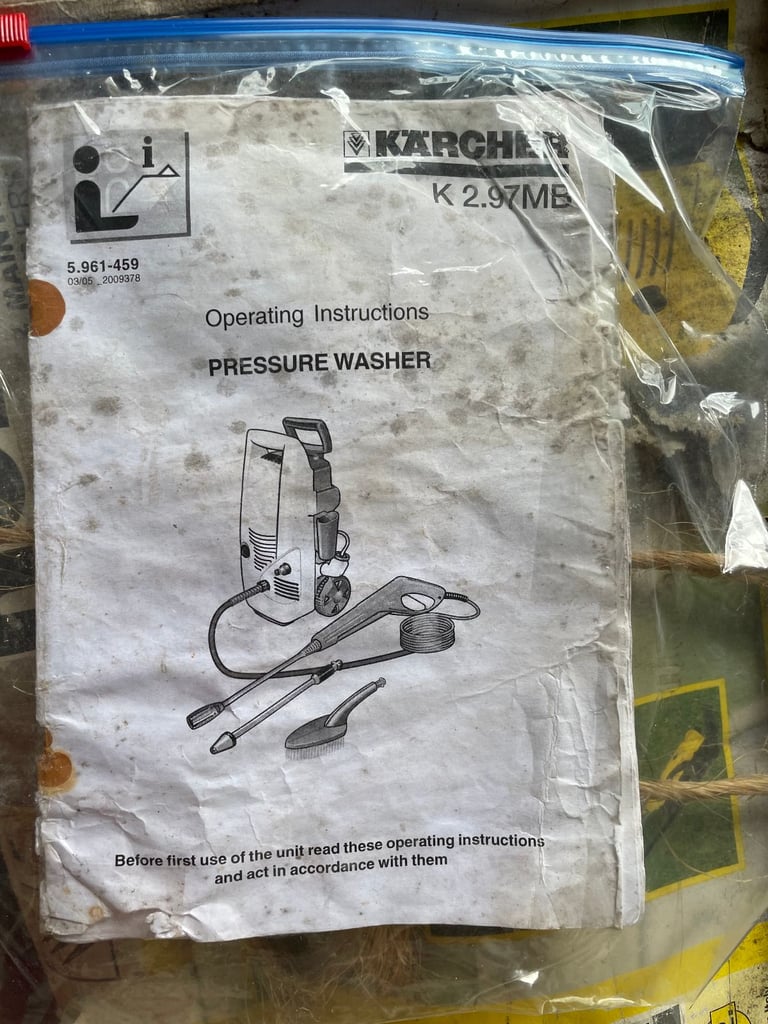 i
KÄRCHER
K 2.97MB
5.961-459
03/05 _2009378
Operating Instructions
PRESSURE WASHER
Before first use of the unit read these operating instructions
and act in accordance with them